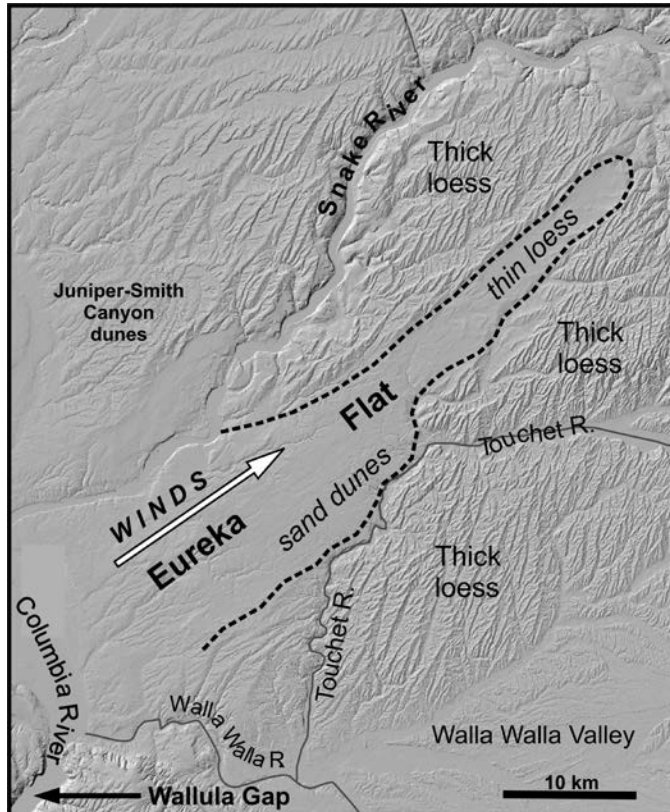 Snake River
Thick
loess
thin loess
Juniper-Smith
Canyon
dunes
Thick
loess
Flat
Touchet R.
WINDS
sand dunes
Eureka
Thick
loess
Columbia River
Touchet R.
Walla Walla R.
Walla Walla Valley
Wallula Gap
10 km